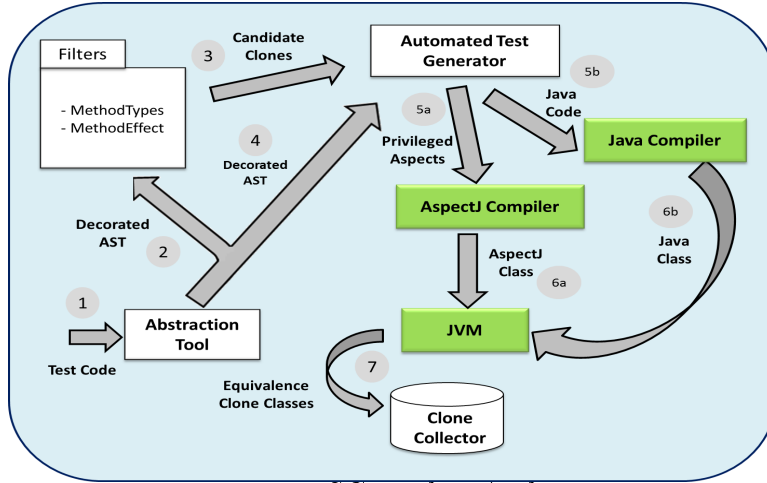 Filters
- MethodTypes
- MethodEffect
3
Candidate
Clones
Automated Test
Generator
5b
Java
Code
5a
Privileged
Aspects
Java Compiler
4
Decorated
AST
Decorated
AST
2
AspectJ Compiler
6b
Java
Class
AspectJ
Class
6a
1
Test Code
Abstraction
Tool
JVM
7
Equivalence
Clone Classes
Clone
Collector